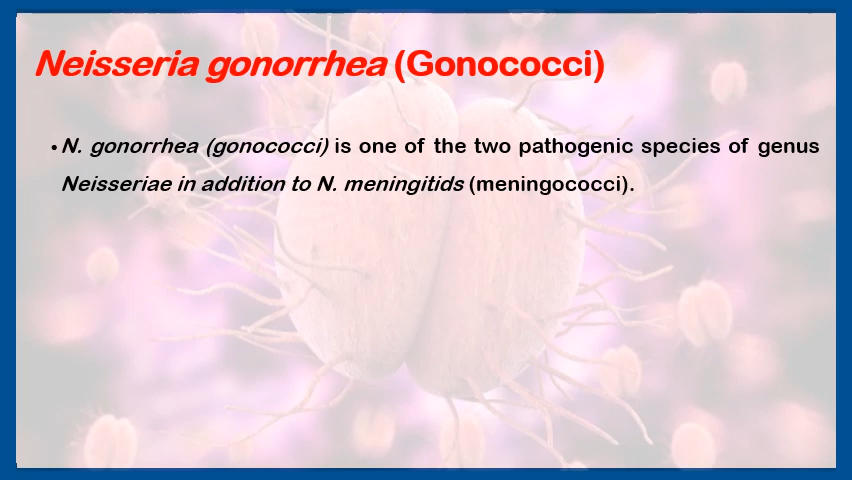 Neisseria gonorrhea (Gonococci)
• N. gonorrhea (gonococci) is one of the two pathogenic species of genus
Neisseriae in addition to N. meningitids (meningococci).